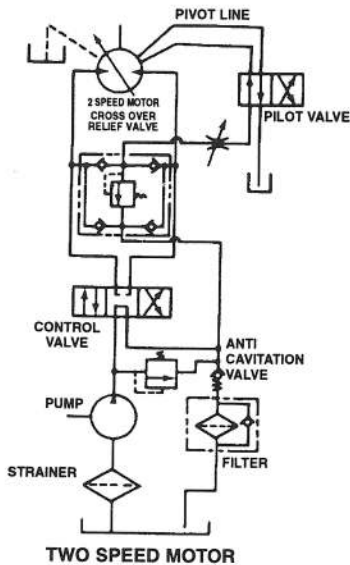 PIVOT LINE
2 SPEED MOTOR
CROSS OVER
RELIEF VALVE
PILOT VALVE
CONTROL
VALVE
ANTI
CAVITATION
VALVE
PUMP
STRAINER
FILTER
TWO SPEED MOTOR